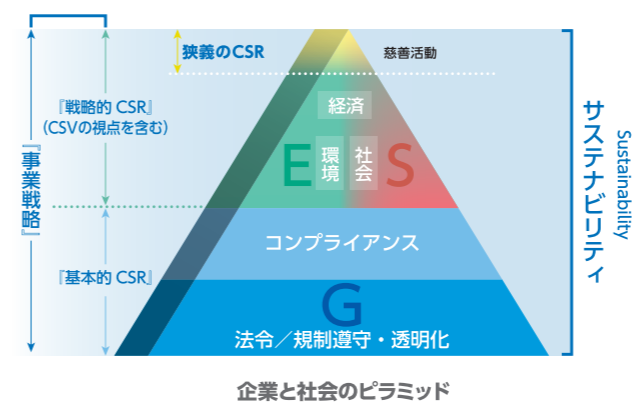 狭義のCSR
慈善活動
『戦略的 CSR』
(CSVの視点を含む)
経済
E
環境
社会
S
『事業戦略』
サステナビリティ
Sustainability
コンプライアンス
『基本的 CSR』
G
法令／規制遵守・透明化
企業と社会のピラミッド